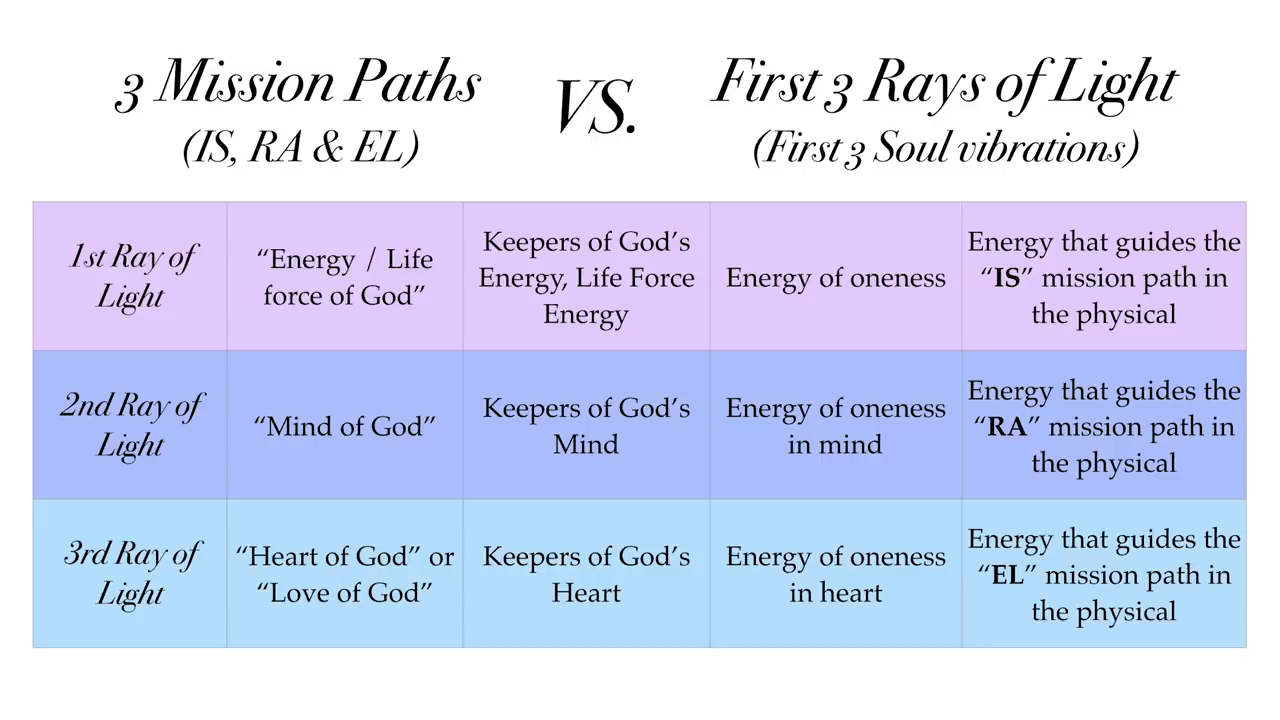 3 Mission Paths
(IS, RA & EL)
VS.
First 3 Rays of Light
(First 3 Soul vibrations)
1st Ray of
Light
“Energy / Life
force of God”
Keepers of God’s
Energy, Life Force
Energy
Energy of oneness
Energy that guides the
“IS” mission path in
the physical
2nd Ray of
Light
“Mind of God”
Keepers of God’s
Mind
Energy of oneness
in mind
Energy that guides the
“RA” mission path in
the physical
3rd Ray of
Light
“Heart of God” or
“Love of God”
Keepers of God’s
Heart
Energy of oneness
in heart
Energy that guides the
“EL” mission path in
the physical